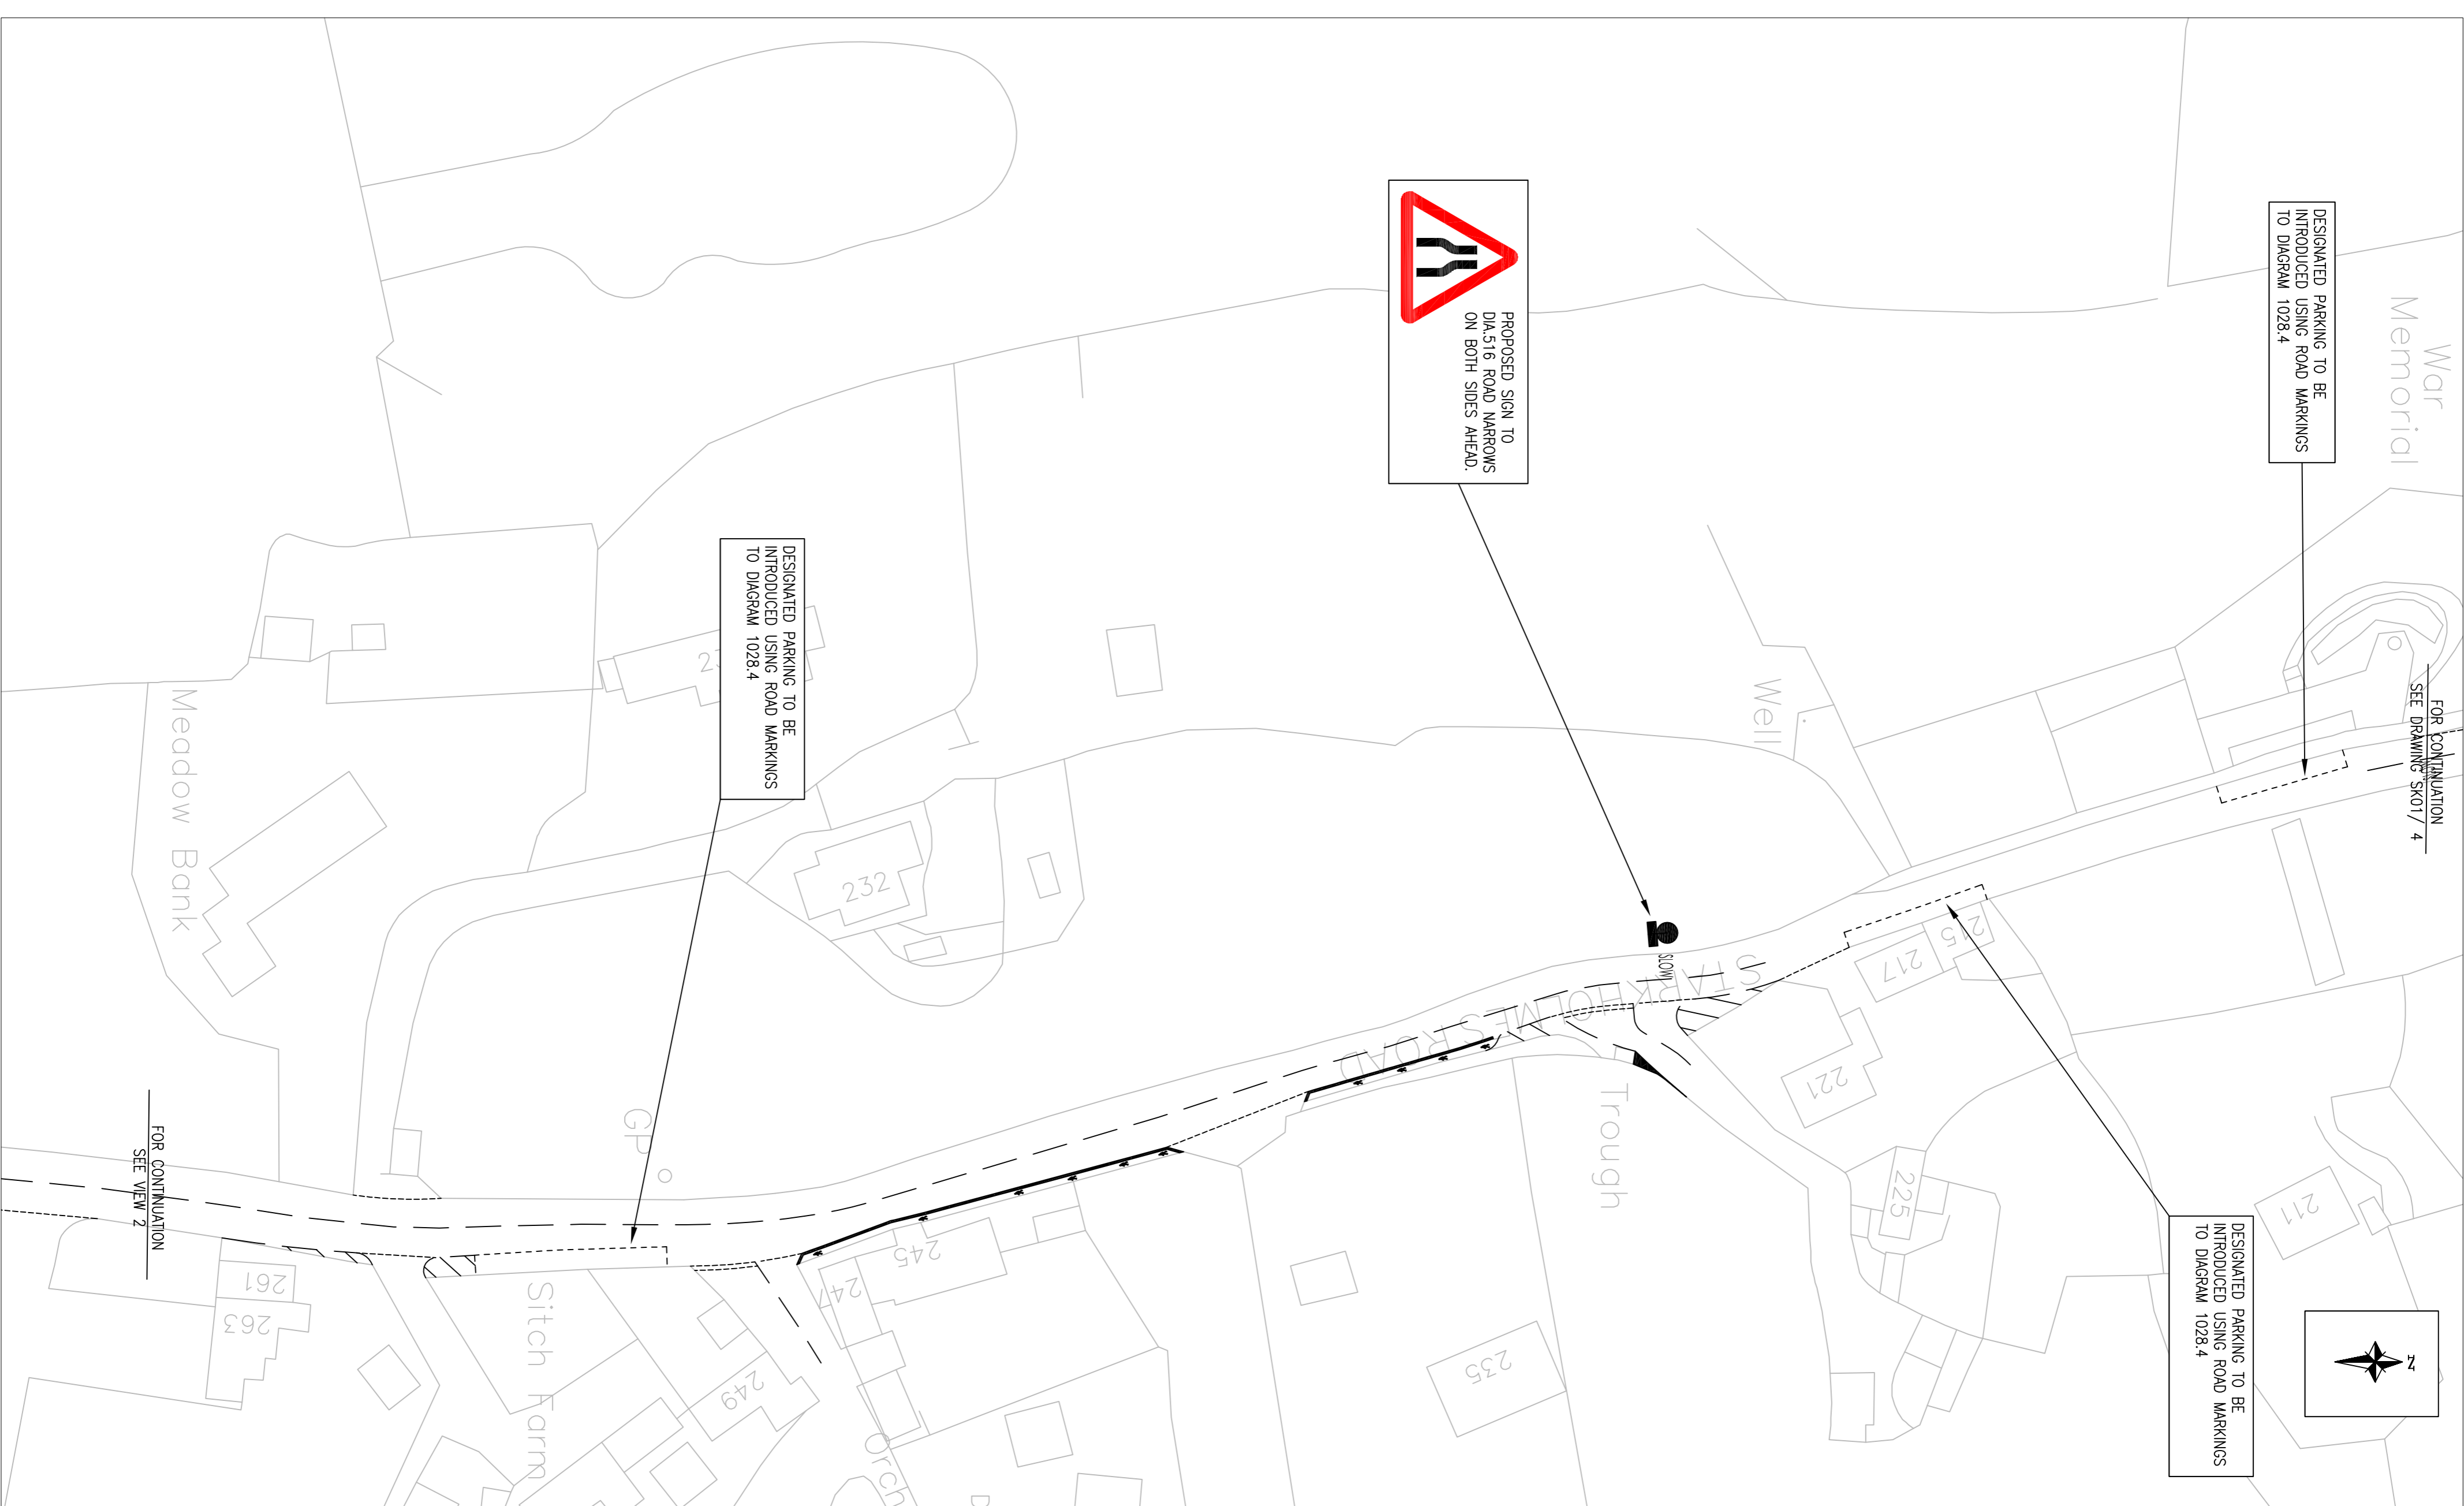 War
Memorial
DESIGNATED PARKING TO BE
INTRODUCED USING ROAD MARKINGS
TO DIAGRAM 1028.4
FOR CONTINUATION
SEE DRAWING SK01/ 4
PROPOSED SIGN TO
DIA.516 ROAD NARROWS
ON BOTH SIDES AHEAD.
Well
SLOW
STARKHOLMES ROAD
215
217
221
225
211
N
DESIGNATED PARKING TO BE
INTRODUCED USING ROAD MARKINGS
TO DIAGRAM 1028.4
Trough
235
DESIGNATED PARKING TO BE
INTRODUCED USING ROAD MARKINGS
TO DIAGRAM 1028.4
232
GP
245
247
249
Sitch Farm
Meadow Bank
261
263
FOR CONTINUATION
SEE VIEW 2